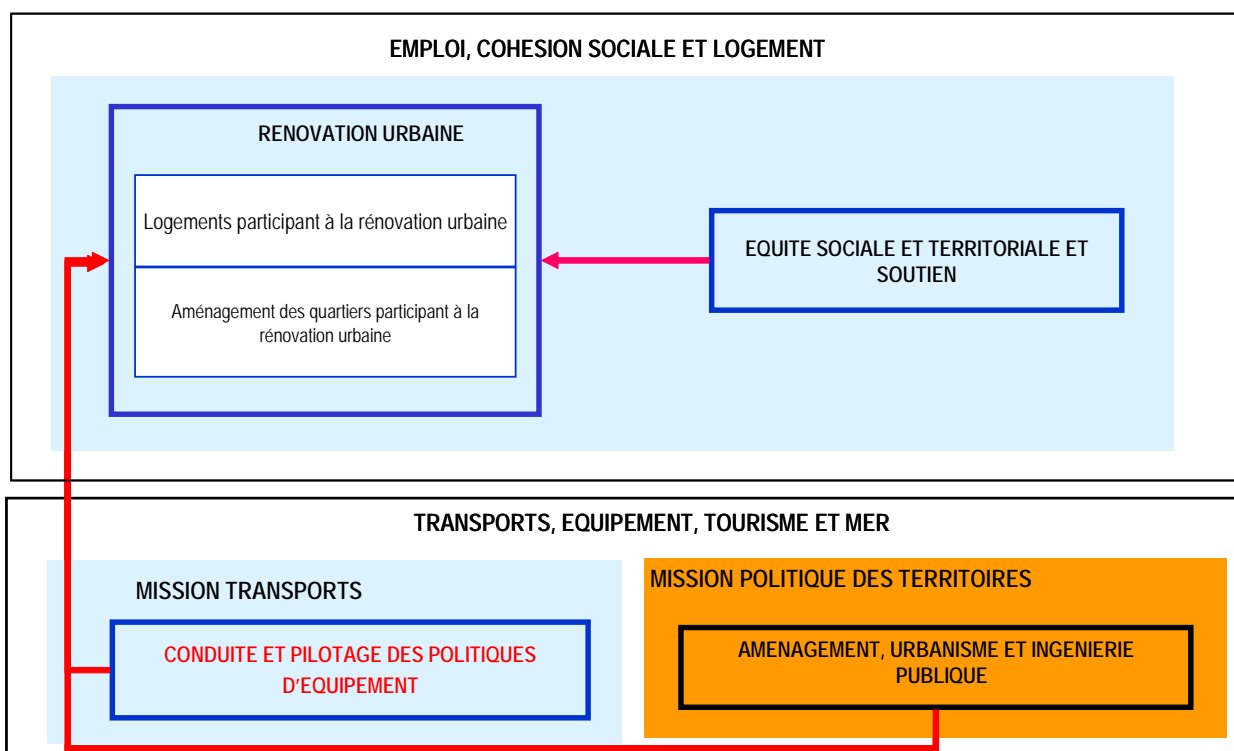 EMPLOI, COHESION SOCIALE ET LOGEMENT
RENOVATION URBAINE
Logements participant à la rénovation urbaine
Aménagement des quartiers participant à la
rénovation urbaine
EQUITE SOCIALE ET TERRITORIALE ET
SOUTIEN
TRANSPORTS, EQUIPEMENT, TOURISME ET MER
MISSION TRANSPORTS
CONDUITE ET PILOTAGE DES POLITIQUES
D'EQUIPEMENT
MISSION POLITIQUE DES TERRITOIRES
AMENAGEMENT, URBANISME ET INGENIERIE
PUBLIQUE